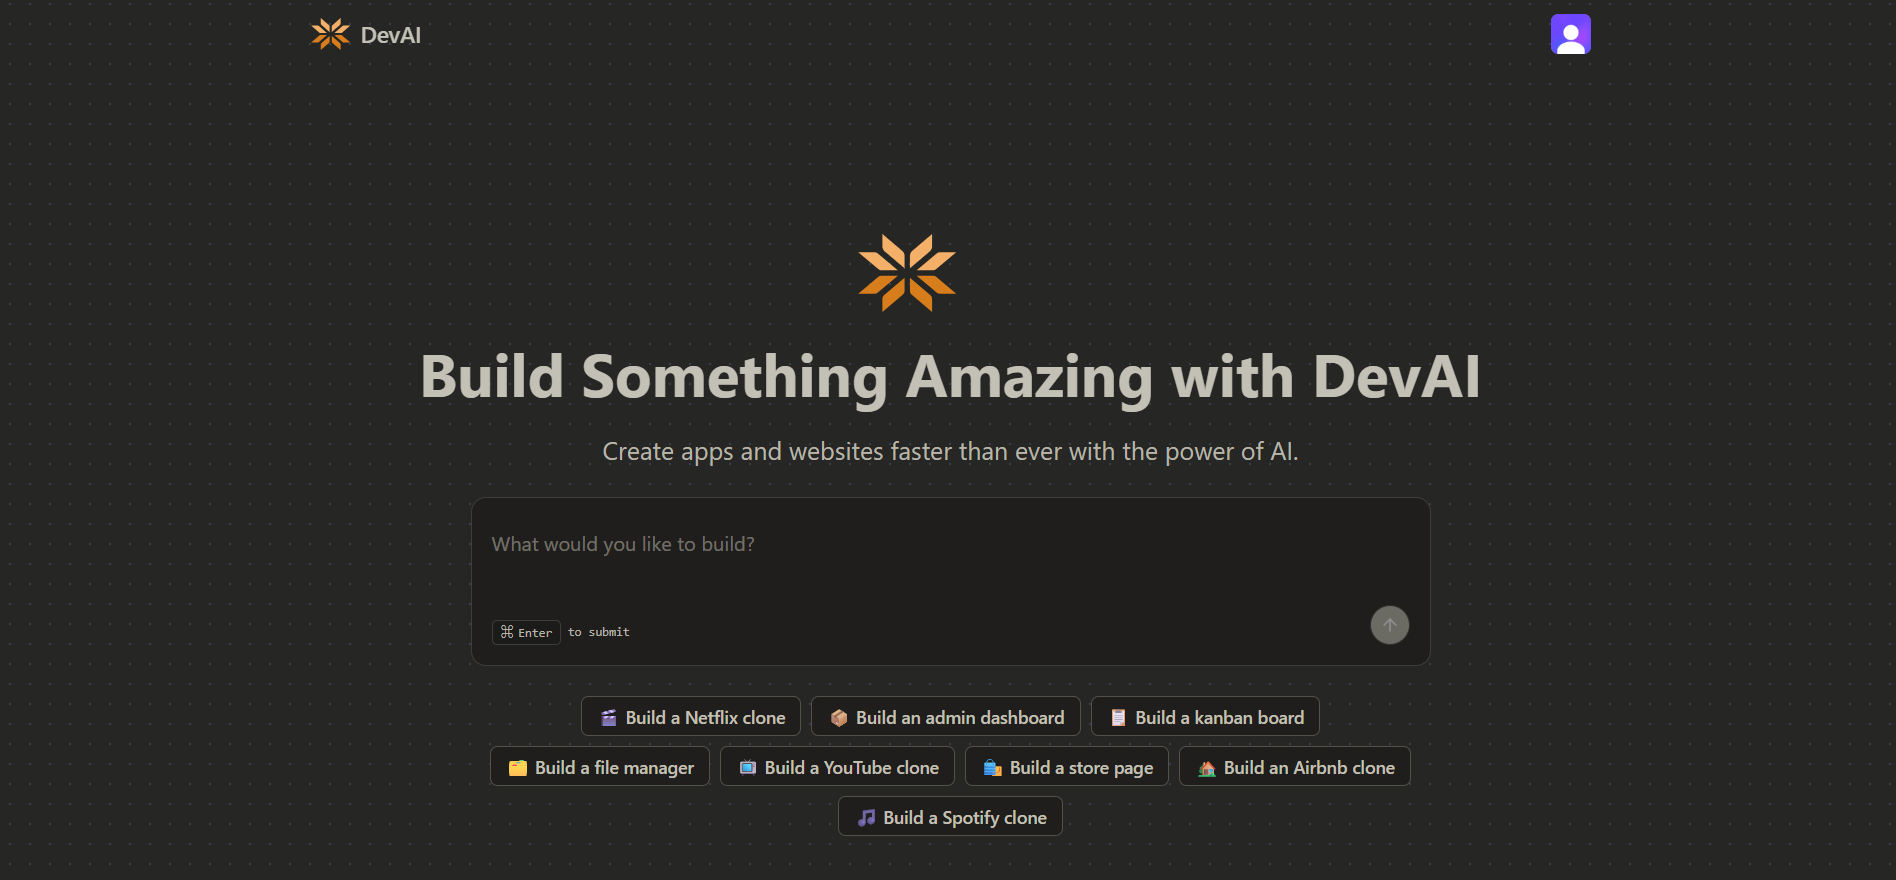 DevAI
Build Something Amazing with DevAI
Create apps and websites faster than ever with the power of AI.
What would you like to build?
⌘ Enter to submit
Build a Netflix clone
Build an admin dashboard
Build a kanban board
Build a file manager
Build a YouTube clone
Build a store page
Build an Airbnb clone
Build a Spotify clone